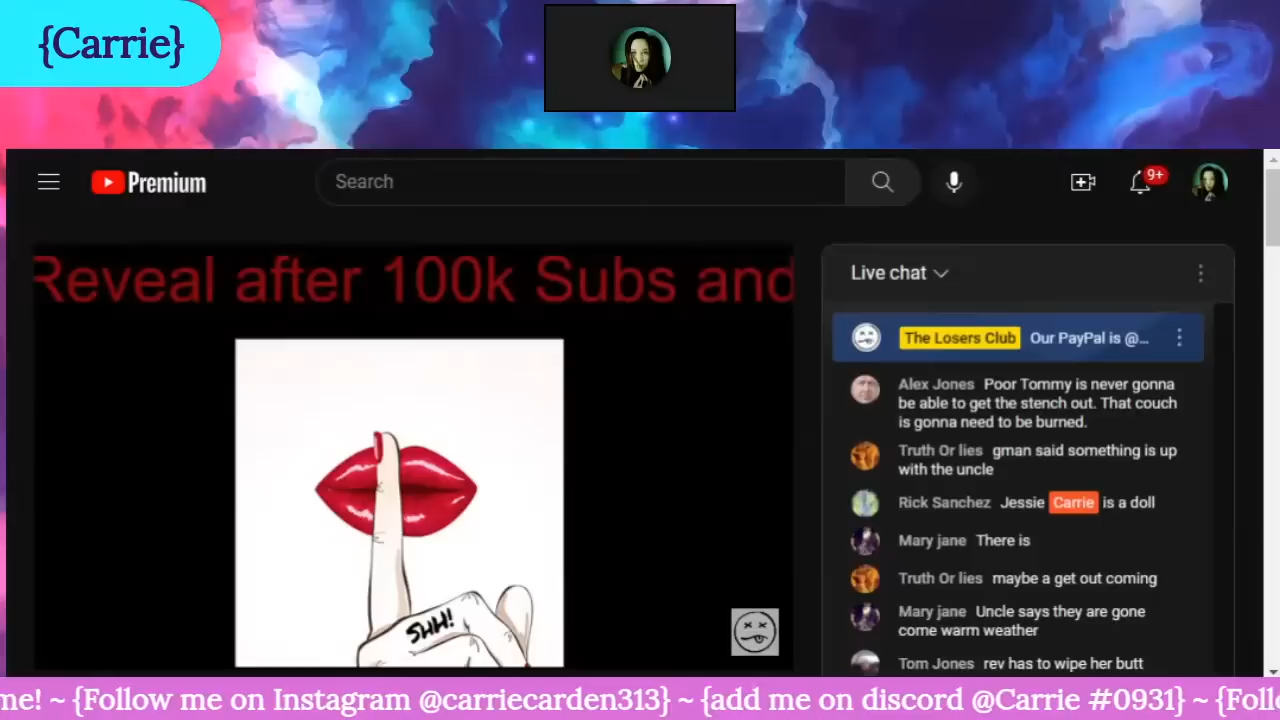 {Carrie}
Premium
Search
9+
Reveal after 100k Subs and
Live chat
The Losers Club Our PayPal is @...
Alex Jones Poor Tommy is never gonna
be able to get the stench out. That couch
is gonna need to be burned.
Truth Or lies gman said something is up
with the uncle
Rick Sanchez Jessie Carrie is a doll
Mary jane There is
Truth Or lies maybe a get out coming
Mary jane Uncle says they are gone
come warm weather
Tom Jones rev has to wipe her butt
SHH!
me! ~ {Follow me on Instagram @carriecarden313} ~ {add me on discord @Carrie #0931} ~ {Follo